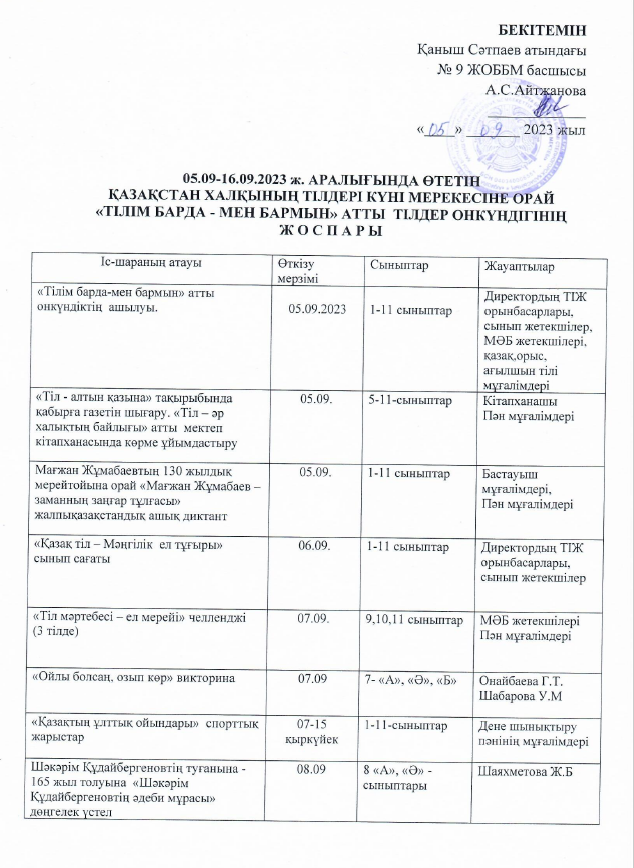 БЕКІТЕМІН
Қаныш Сәтпаев атындағы
№ 9 ЖОББМ басшысы
А.С.Айтжанова
«05» 09 2023 жыл
05.09-16.09.2023 ж. АРАЛЫҒЫНДА ӨТЕТІН
ҚАЗАҚСТАН ХАЛҚЫНЫҢ ТІЛДЕРІ КҮНІ МЕРЕКЕСІНЕ ОРАЙ
«ТІЛІМ БАРДА - МЕН БАРМЫН» АТТЫ ТІЛДЕР ОНКҮНДІГІНІҢ
Ж О С П А Р Ы
Іс-шараның атауы
Өткізу
мерзімі
Сыныптар
Жауаптылар
«Тілім барда-мен бармын» атты
онкүндіктің ашылуы.
05.09.2023
1-11 сыныптар
Директордың ТІЖ
орынбасарлары,
сынып жетекшілер,
МӘБ жетекшілері,
қазақ,орыс,
ағылшын тілі
мұғалімдері
«Тіл - алтын қазына» тақырыбында
қабырға газетін шығару. «Тіл – әр
халықтың байлығы» атты мектеп
кітапханасында көрме ұйымдастыру
05.09.
5-11-сыныптар
Кітапханашы
Пән мұғалімдері
Мағжан Жұмабаевтың 130 жылдық
мерейтойына орай «Мағжан Жұмабаев –
заманның заңғар тұлғасы»
жалпықазақстандық ашық диктант
05.09.
1-11 сыныптар
Бастауыш
мұғалімдері,
Пән мұғалімдері
«Қазақ тіл – Мәңгілік ел тұғыры»
сынып сағаты
06.09.
1-11 сыныптар
Директордың ТІЖ
орынбасарлары,
сынып жетекшілер
«Тіл мәртебесі – ел мерейі» челленджі
(3 тілде)
07.09.
9,10,11 сыныптар
МӘБ жетекшілері
Пән мұғалімдері
«Ойлы болсаң, озып көр» викторина
07.09
7- «А», «Ә», «Б»
Онайбаева Г.Т.
Шабарова У.М
«Қазақтың ұлттық ойындары» спорттық
жарыстар
07-15
қыркүйек
1-11-сыныптар
Дене шынықтыру
пәнінің мұғалімдері
Шәкәрім Құдайбергеновтің туғанына -
165 жыл толуына «Шәкәрім
Құдайбергеновтің әдеби мұрасы»
дөңгелек үстел
08.09
8 «А», «Ә» -
сыныптары
Шаяхметова Ж.Б